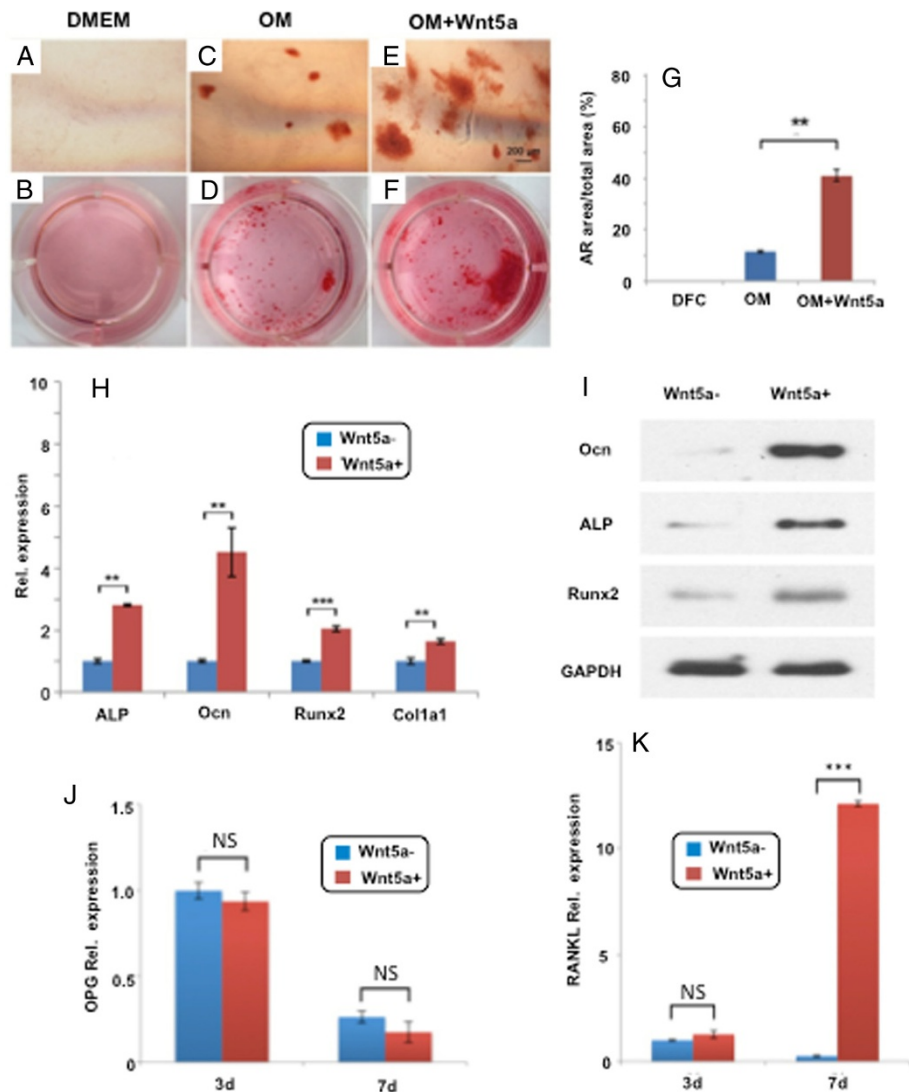 DMEM OM OM+Wnt5a
A C E
200 μm
B D F
G
80
60
40
20
0
AR area/total area (%)
**
DFC OM OM+Wnt5a
H
10
8
6
4
2
0
Rel. expression
Wnt5a-
Wnt5a+
** ** *** **
ALP Ocn Runx2 Col1a1
I
Wnt5a- Wnt5a+
Ocn
ALP
Runx2
GAPDH
J
1.5
1.0
0.5
0
OPG Rel. expression
NS
NS
Wnt5a-
Wnt5a+
3d 7d
K
15
10
5
0
RANKL Rel. expression
***
NS
Wnt5a-
Wnt5a+
3d 7d